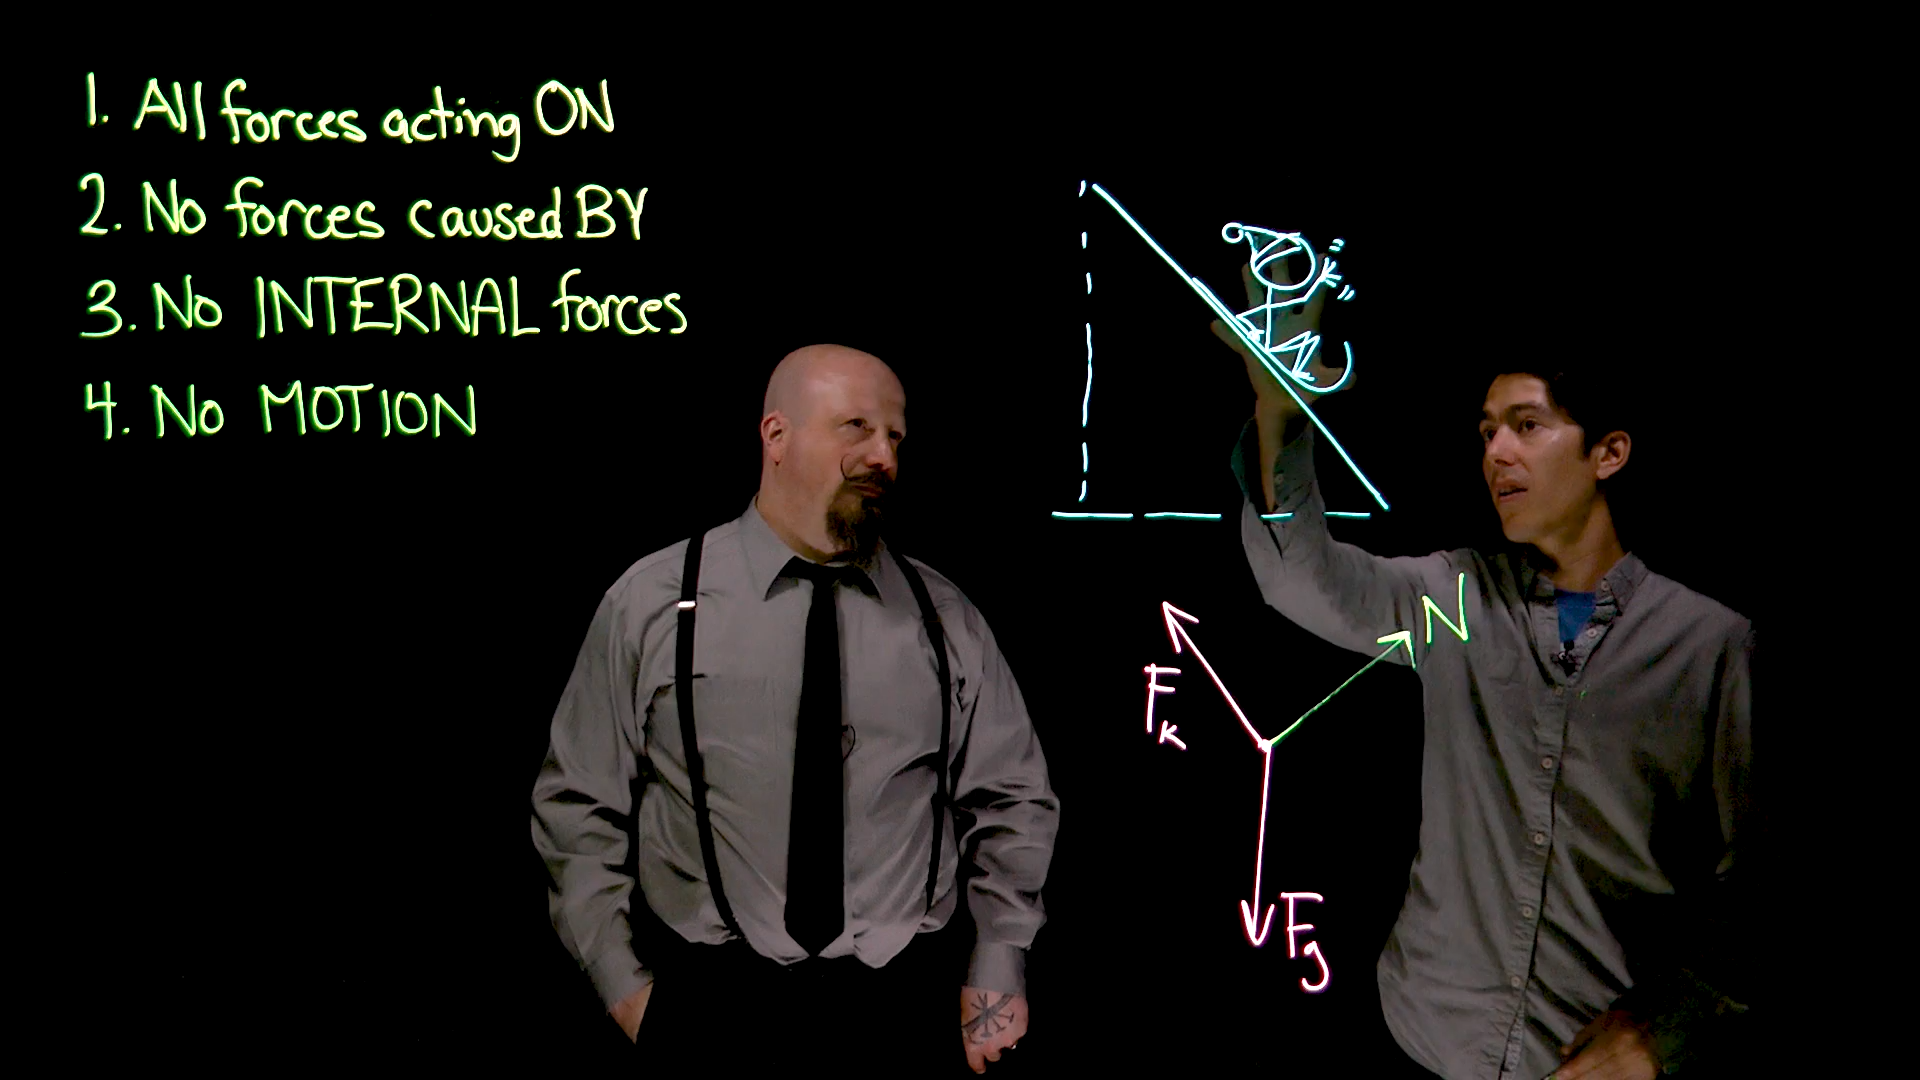 1. All forces acting ON
2. No forces caused BY
3. No INTERNAL forces
4. No MOTION
N
Fk
Fg